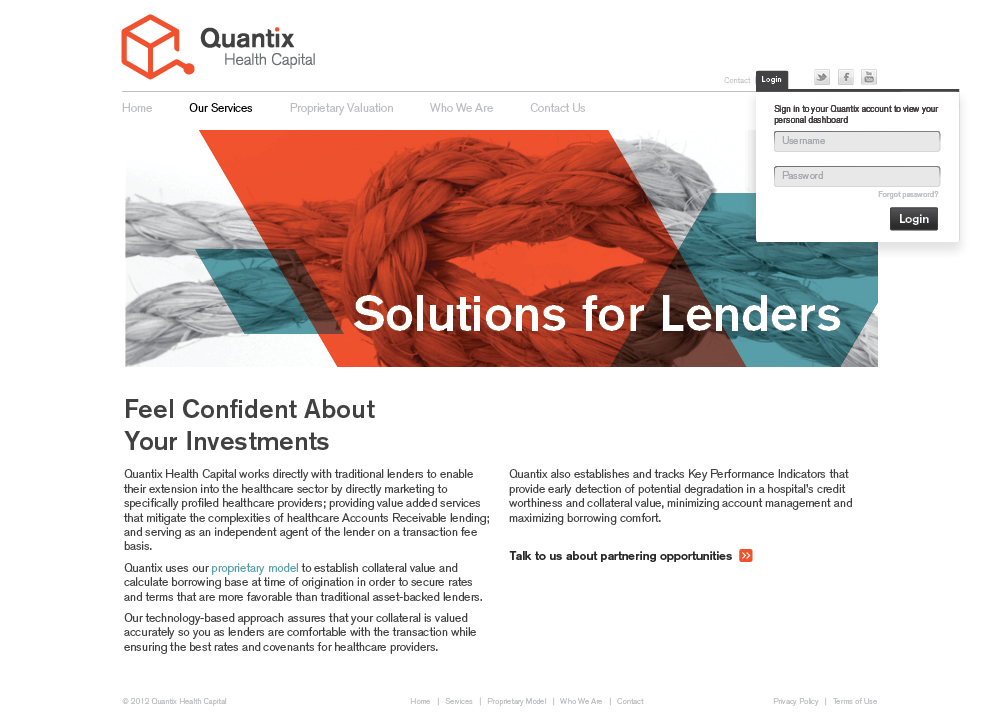 Quantix
Health Capital
Contact
Login
You Tube
Home
Our Services
Proprietary Valuation
Who We Are
Contact Us
Sign in to your Quantix account to view your
personal dashboard
Username
Password
Forgot password?
Login
Solutions for Lenders
Feel Confident About
Your Investments
Quantix Health Capital works directly with traditional lenders to enable
their extension into the healthcare sector by directly marketing to
specifically profiled healthcare providers; providing value added services
that mitigate the complexities of healthcare Accounts Receivable lending;
and serving as an independent agent of the lender on a transaction fee
basis.
Quantix uses our proprietary model to establish collateral value and
calculate borrowing base at time of origination in order to secure rates
and terms that are more favorable than traditional asset-backed lenders.
Our technology-based approach assures that your collateral is valued
accurately so you as lenders are comfortable with the transaction while
ensuring the best rates and covenants for healthcare providers.
Quantix also establishes and tracks Key Performance Indicators that
provide early detection of potential degradation in a hospital's credit
worthiness and collateral value, minimizing account management and
maximizing borrowing comfort.
Talk to us about partnering opportunities
© 2012 Quantix Health Capital
Home | Services | Proprietary Model | Who We Are | Contact
Privacy Policy | Terms of Use